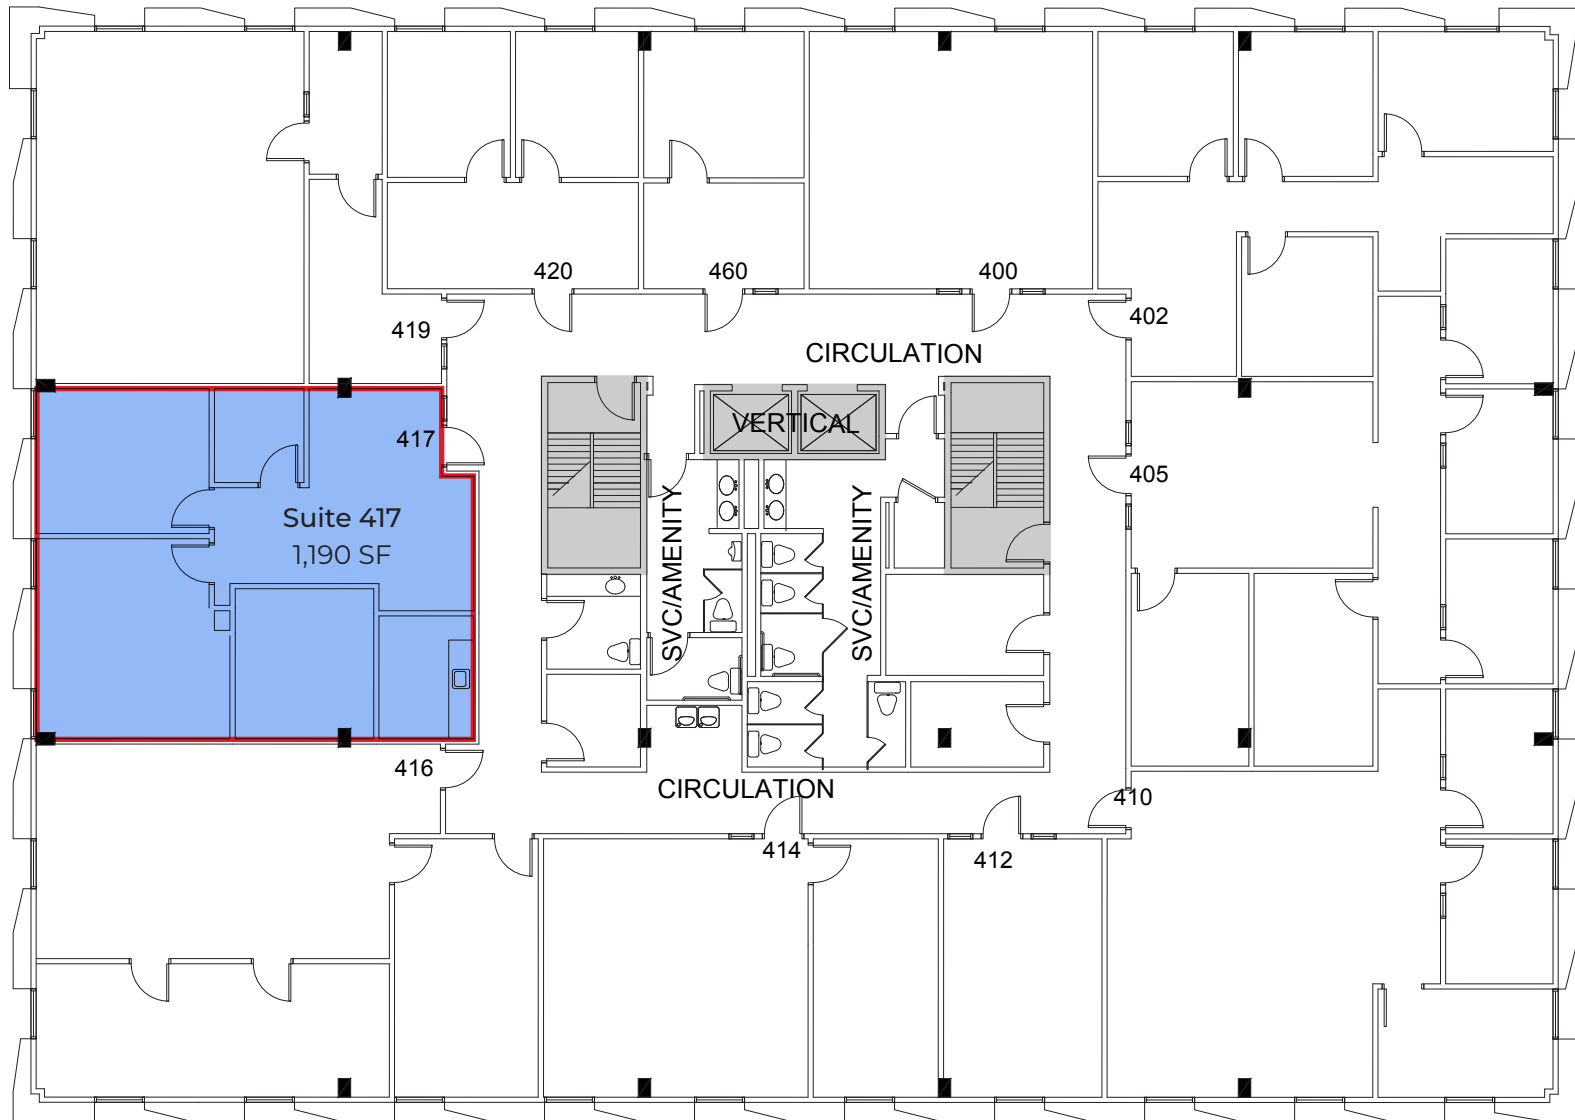 420
460
400
419
402
CIRCULATION
VERTICAL
417
405
Suite 417
1,190 SF
SVC/AMENITY
SVC/AMENITY
416
CIRCULATION
410
414
412